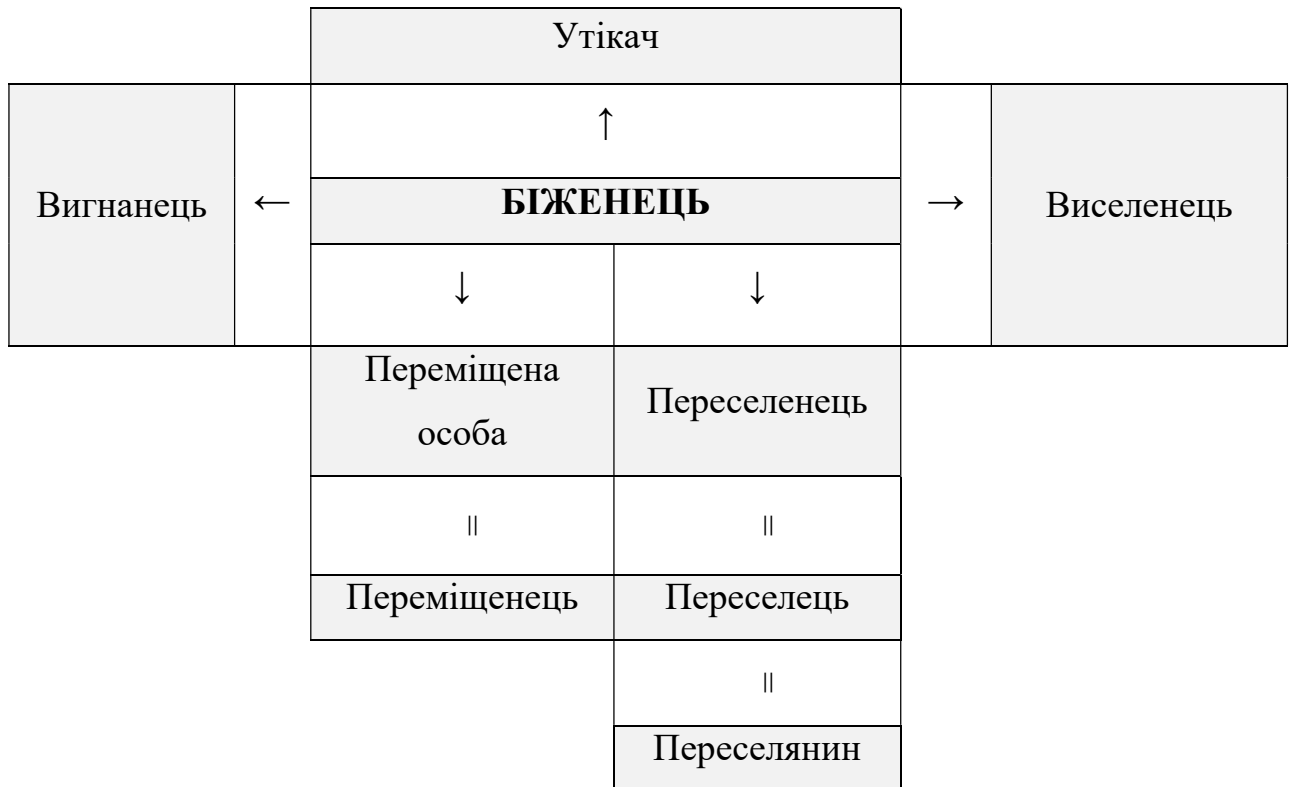 Утікач
↑
Вигнанець ← БІЖЕНЕЦЬ → Виселенець
↓ ↓
Переміщена
особа
Переселенець
॥ ॥
Переміщенець Переселець
॥
Переселянин